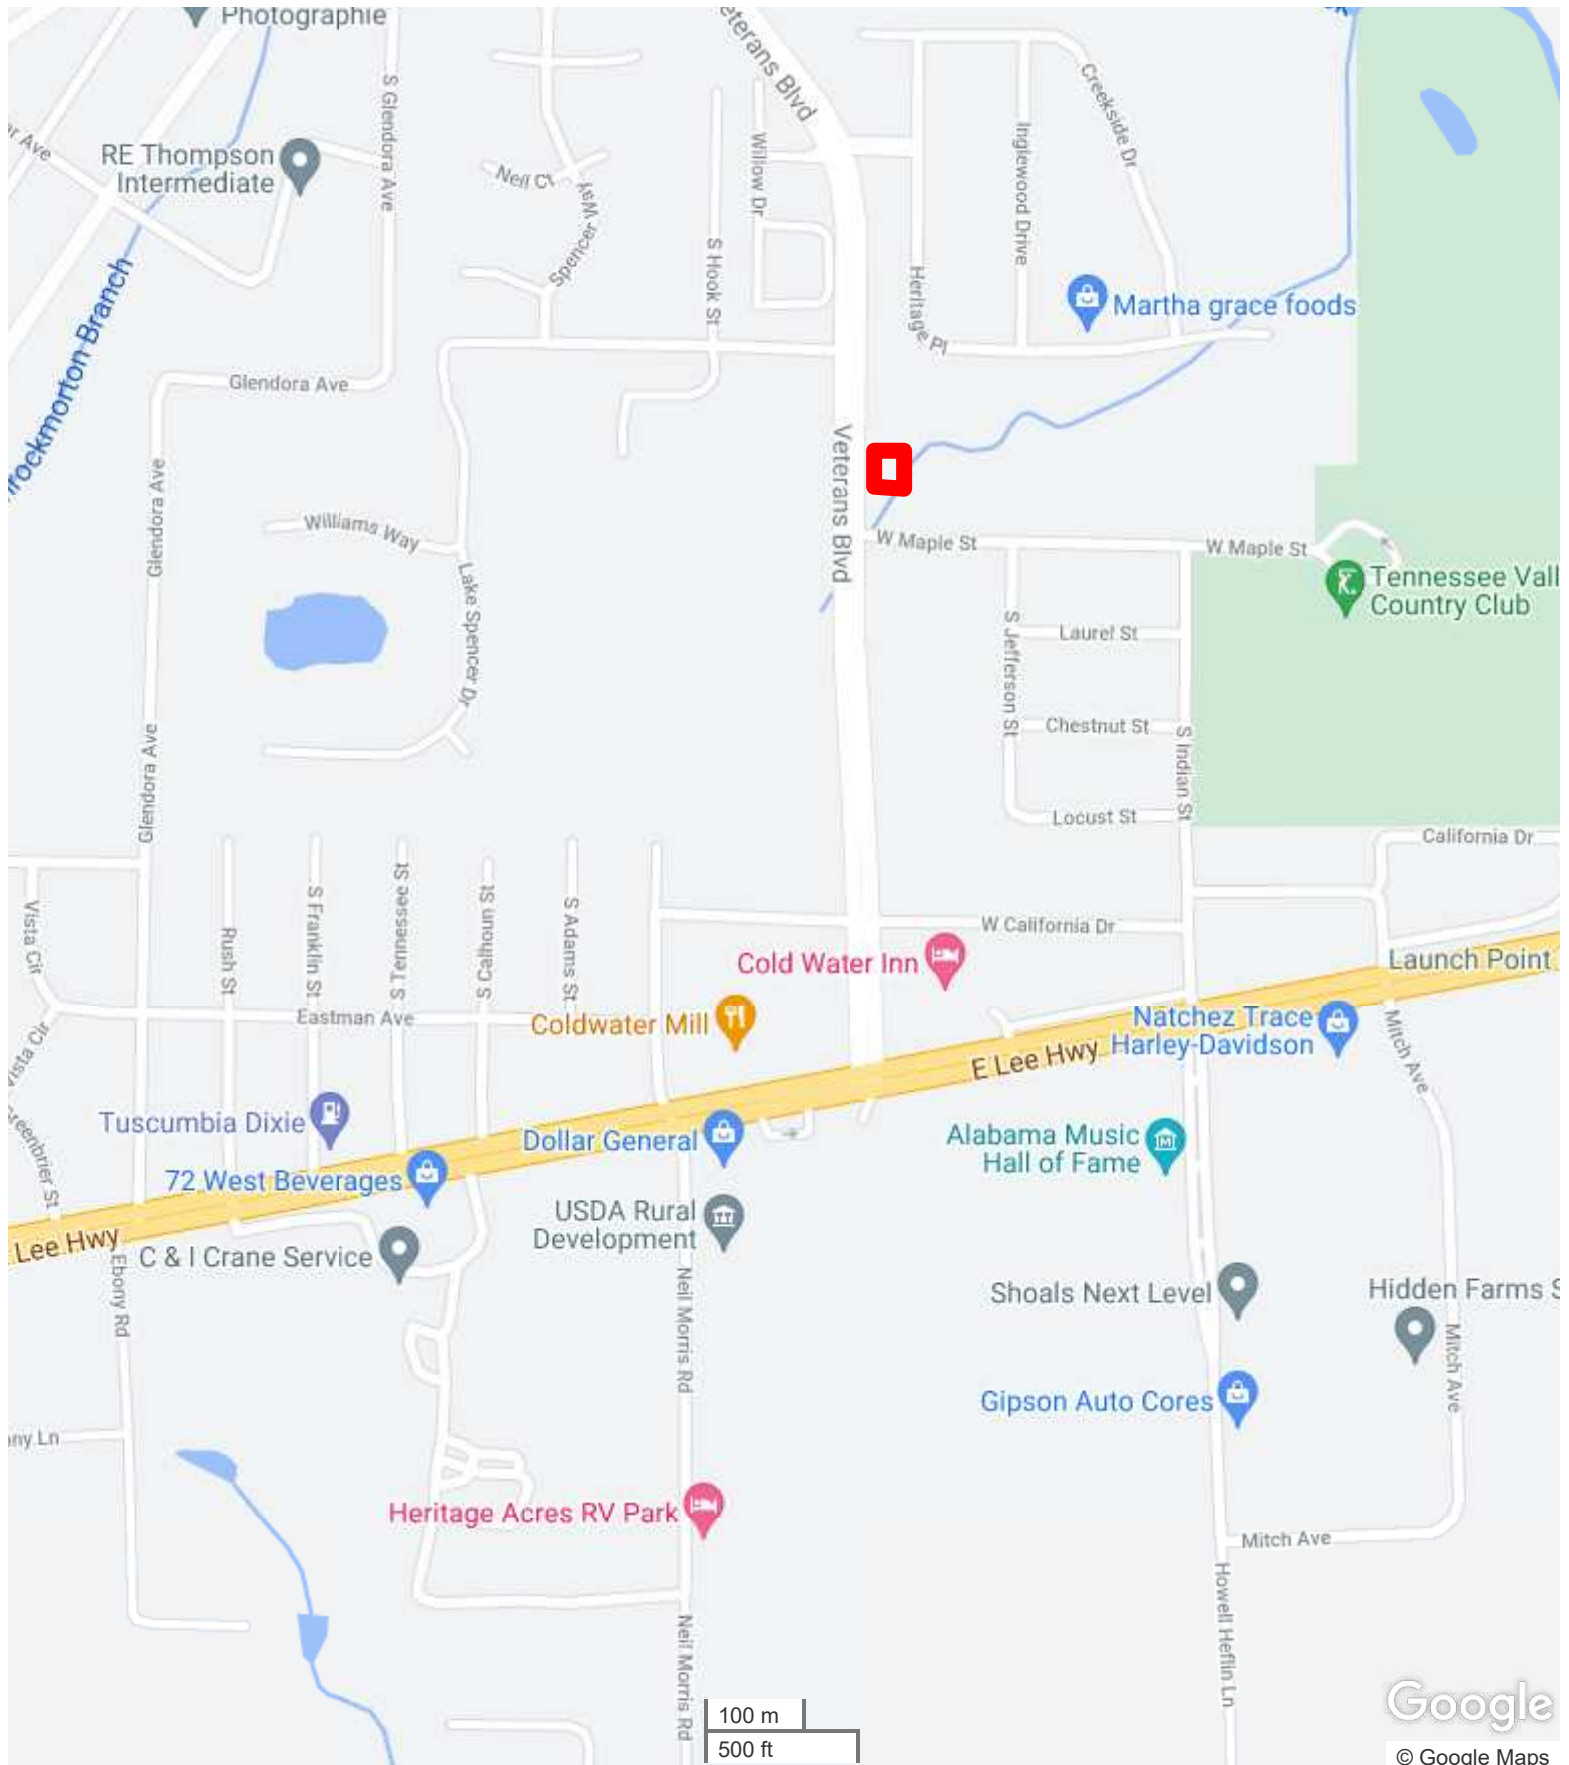 Photographie
S Glendora Ave
Veterans Blvd
Creekside Dr
Inglewood Drive
RE Thompson
Intermediate
Neil Ct
Spencer Way
Willow Dr
S Hook St
Heritage Pl
Martha grace foods
Glendora Ave
Veterans Blvd
Glendora Ave
Williams Way
Lake Spencer Dr
W Maple St
W Maple St
Tennessee Vall
Country Club
S Jefferson St
Laurel St
Chestnut St
S Indian St
Locust St
California Dr
Glendora Ave
Vista Cir
Rush St
S Franklin St
S Tennessee St
S Calhoun St
S Adams St
W California Dr
Cold Water Inn
Launch Point
Vista Cir
Eastman Ave
Coldwater Mill
Natchez Trace
Harley-Davidson
E Lee Hwy
Mitch Ave
Tuscumbia Dixie
Dollar General
Alabama Music
Hall of Fame
Greenbrier St
72 West Beverages
USDA Rural
Development
Lee Hwy
C & I Crane Service
Ebony Rd
Neil Morris Rd
Shoals Next Level
Hidden Farms S
Mitch Ave
Gipson Auto Cores
Heritage Acres RV Park
Mitch Ave
Howell Heflin Ln
Neil Morris Rd
100 m
500 ft
Google
© Google Maps